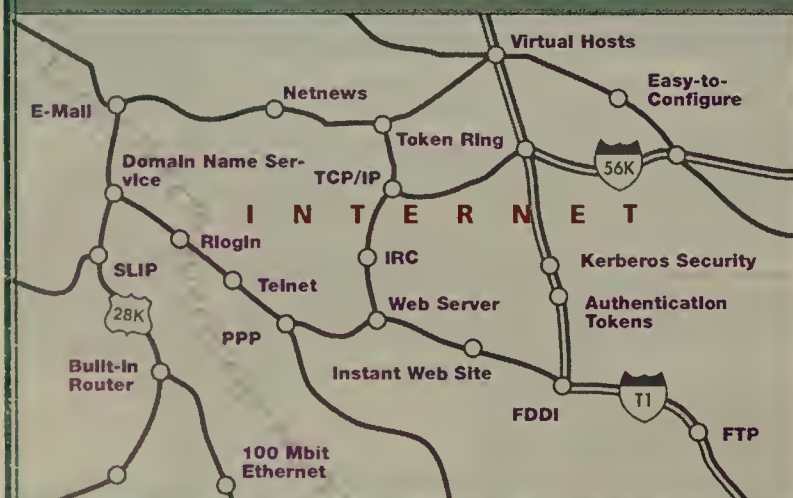 Virtual Hosts
Easy-to-
Configure
Netnews
E-Mail
Token Ring
Domain Name Ser-
vice
TCP/IP
56K
I N T E R N E T
Rlogin
IRC
Kerberos Security
SLIP
Telnet
Web Server
Authentication
Tokens
28K
PPP
Built-in
Router
Instant Web Site
T1
FDDI
FTP
100 Mbit
Ethernet